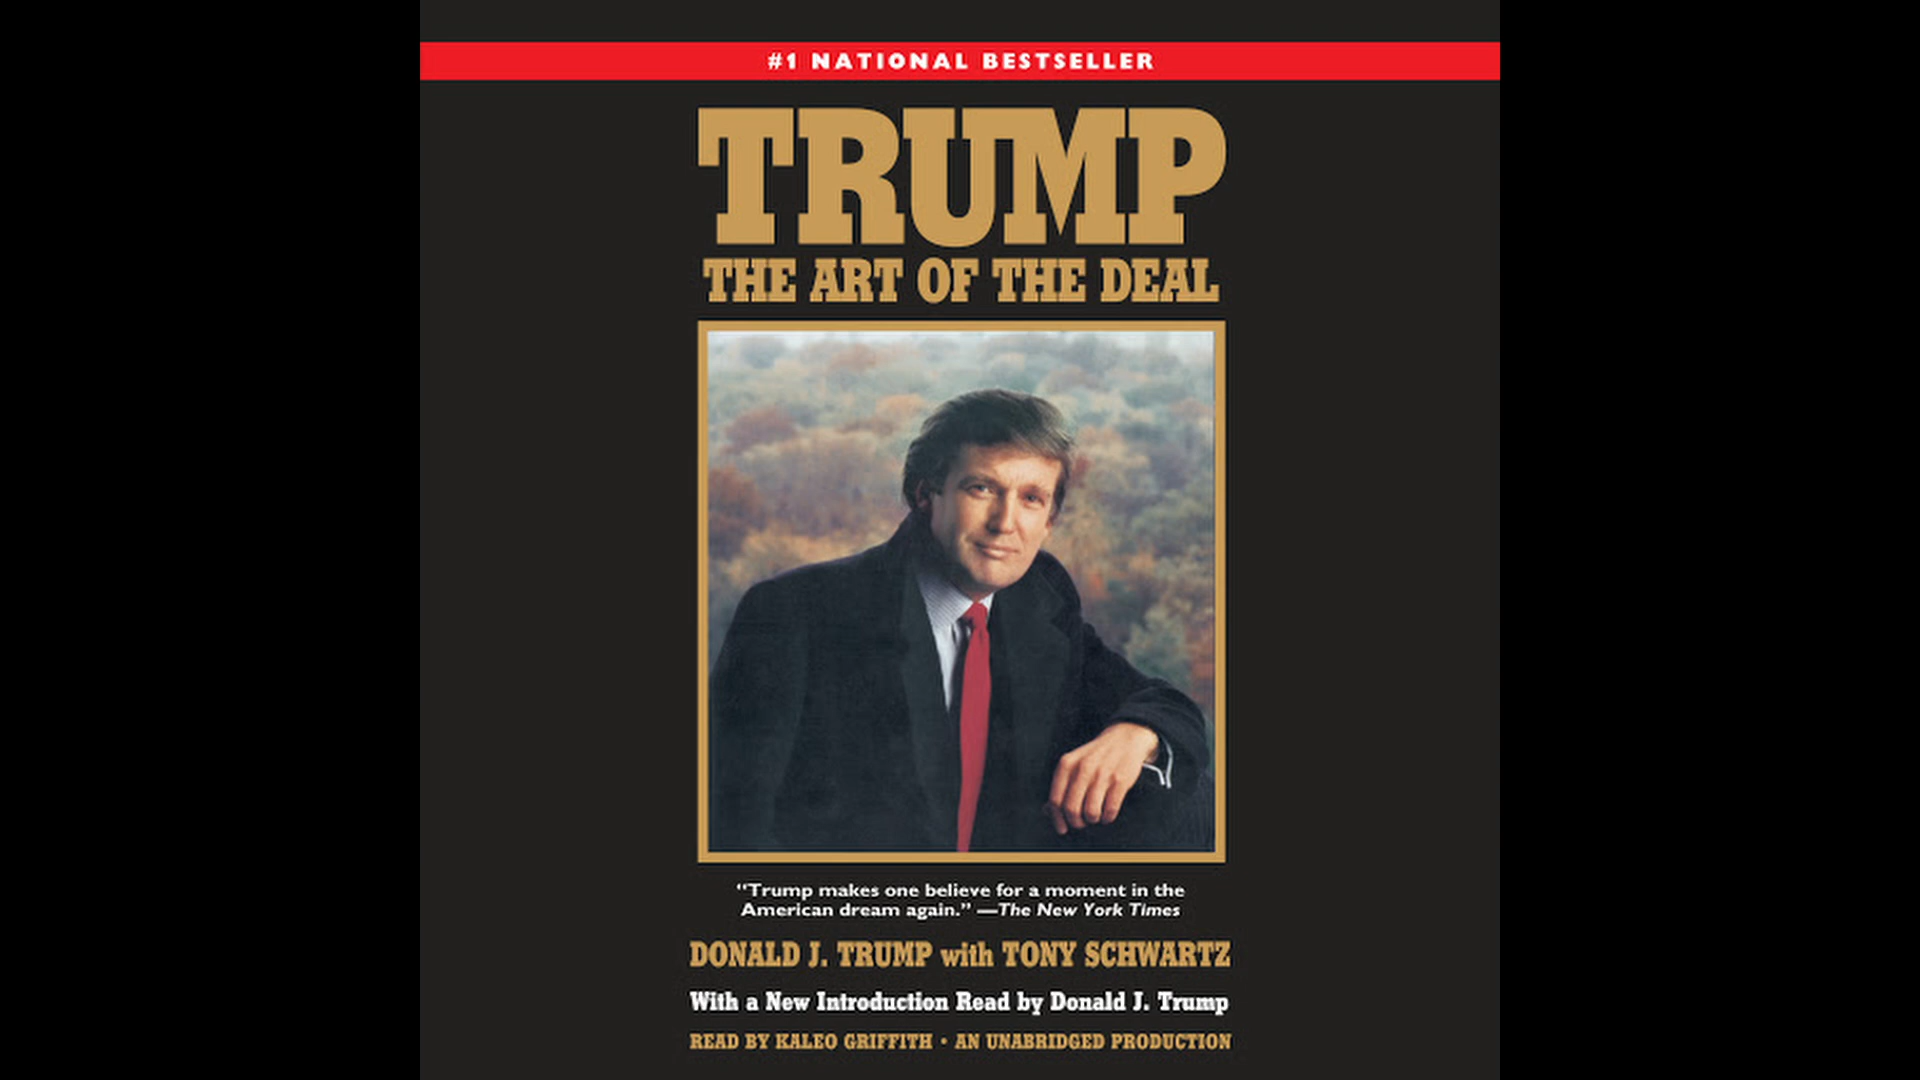 #1 NATIONAL BESTSELLER
TRUMP
THE ART OF THE DEAL
“Trump makes one believe for a moment in the
American dream again.” —The New York Times
DONALD J. TRUMP with TONY SCHWARTZ
With a New Introduction Read by Donald J. Trump
READ BY KALEO GRIFFITH • AN UNABRIDGED PRODUCTION